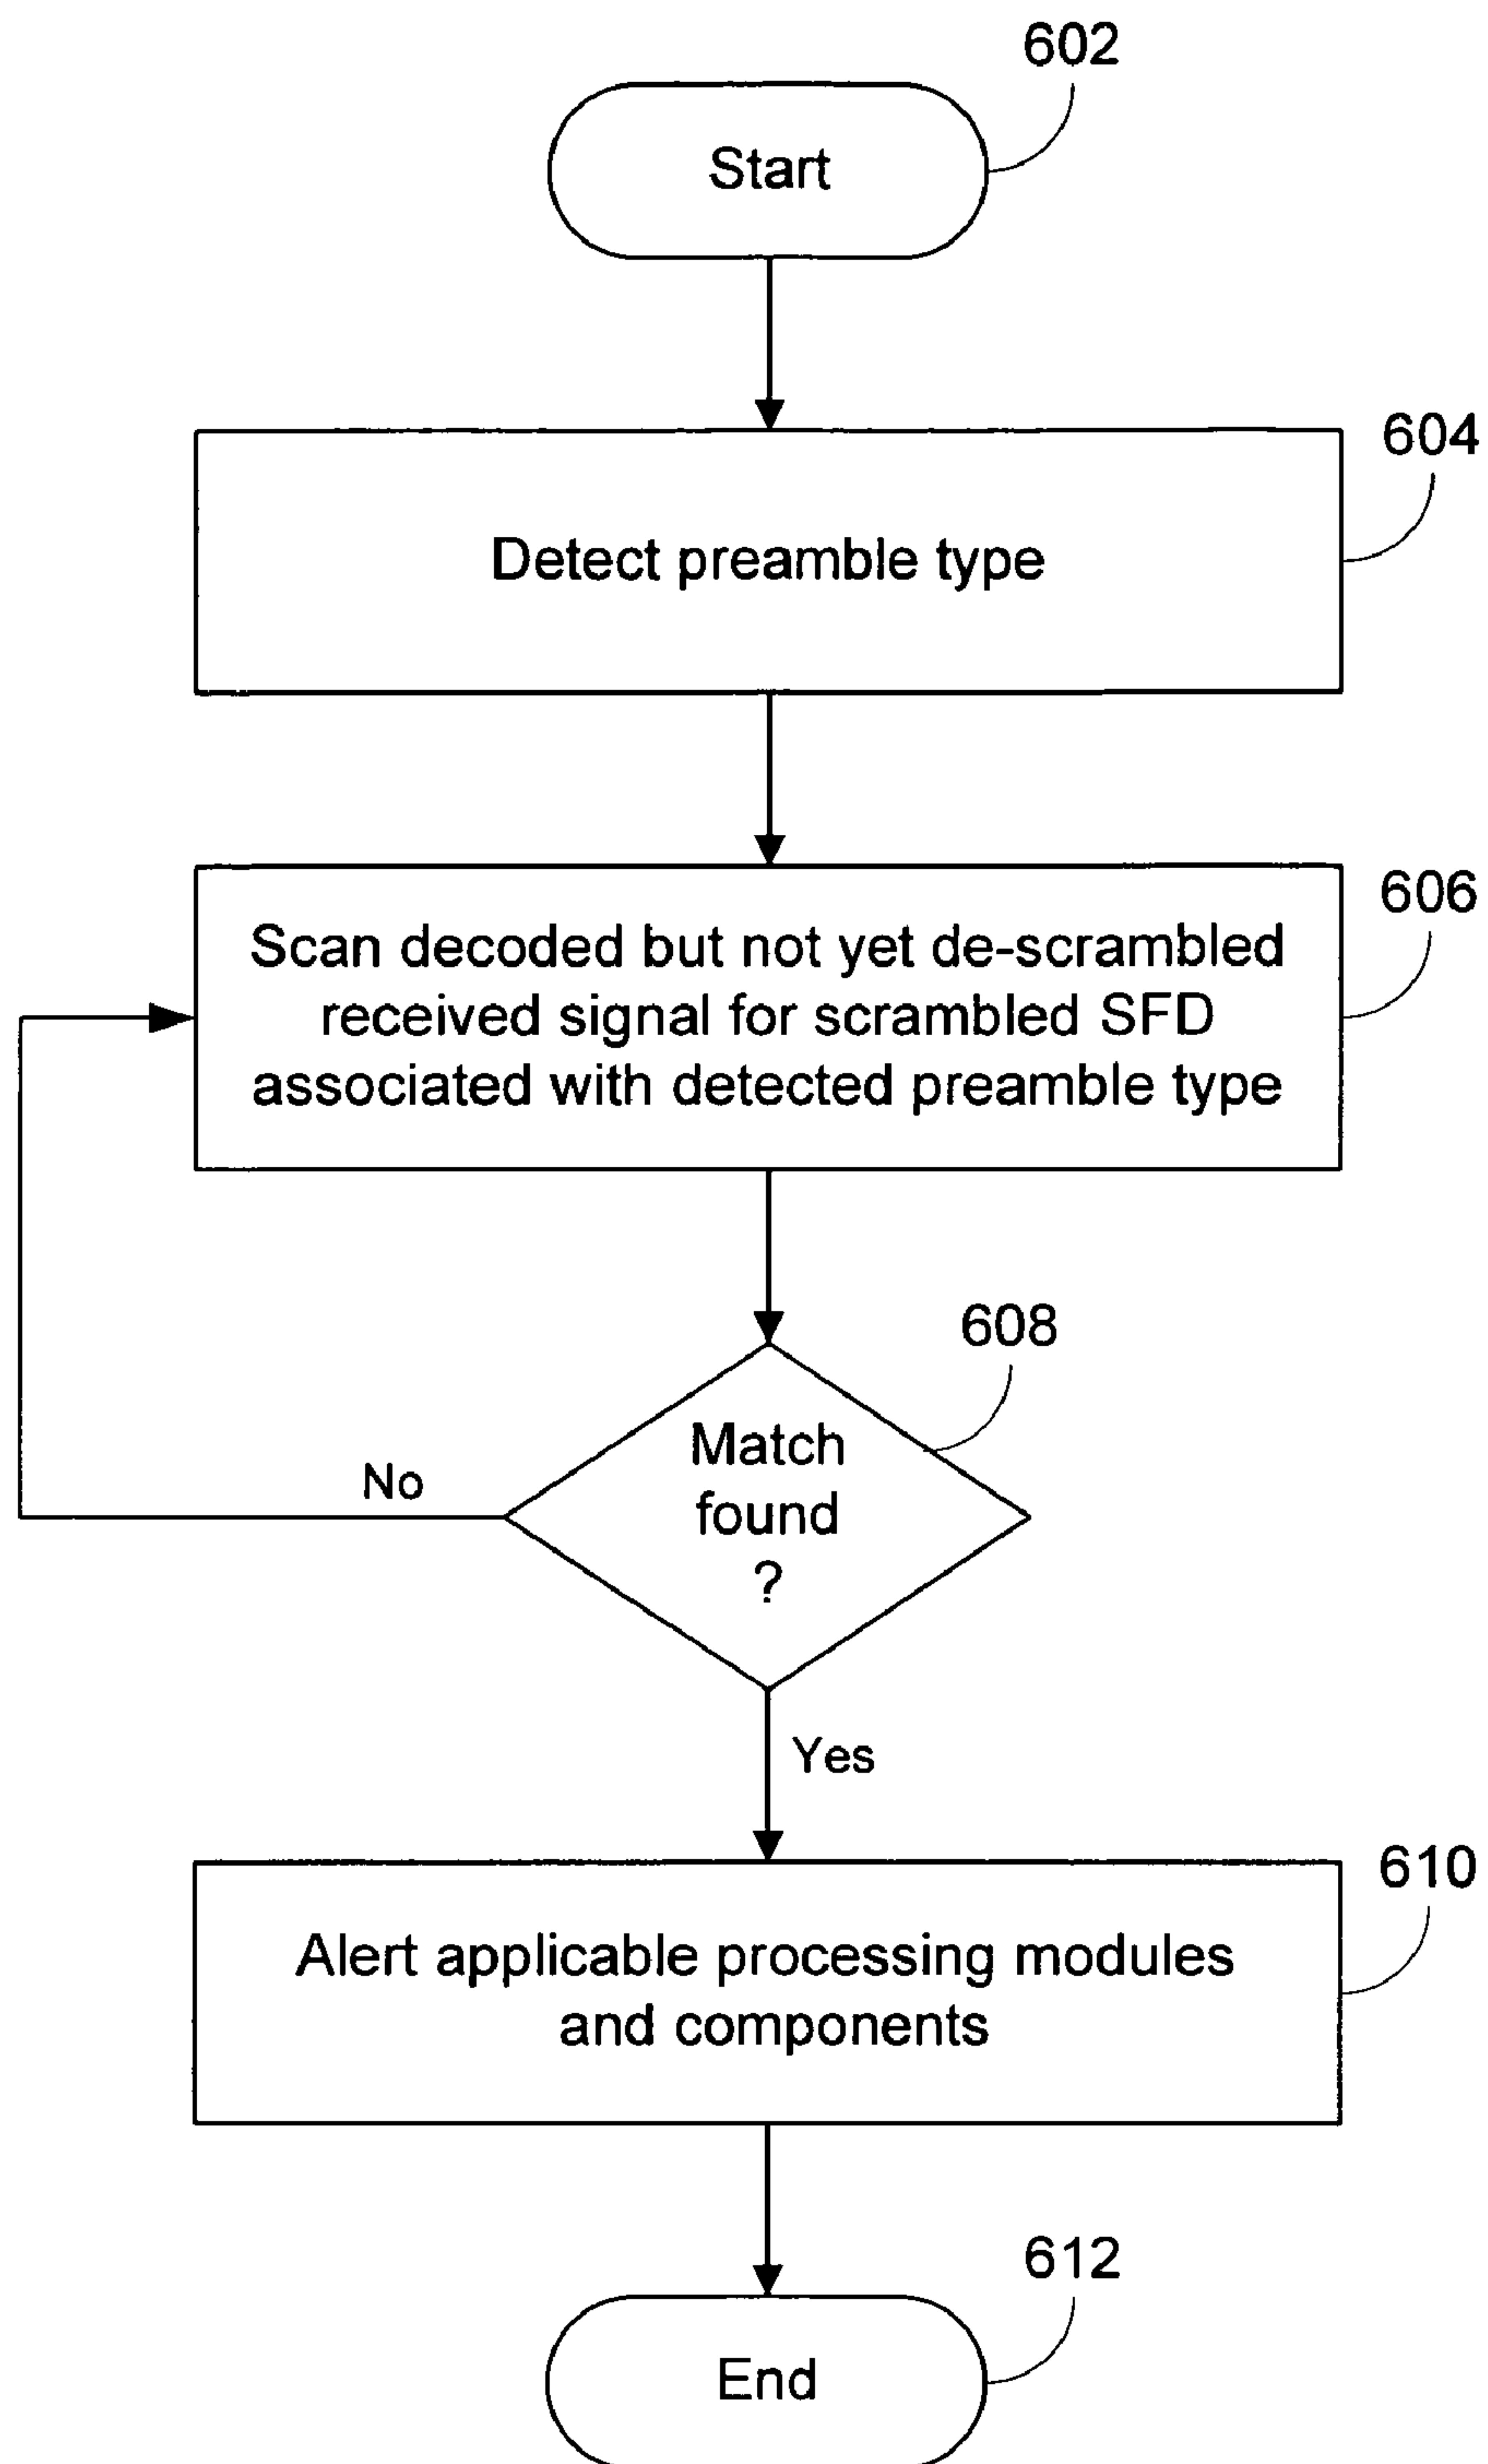 602
Start
604
Detect preamble type
606
Scan decoded but not yet de-scrambled
received signal for scrambled SFD
associated with detected preamble type
608
Match
found
?
No
Yes
610
Alert applicable processing modules
and components
612
End